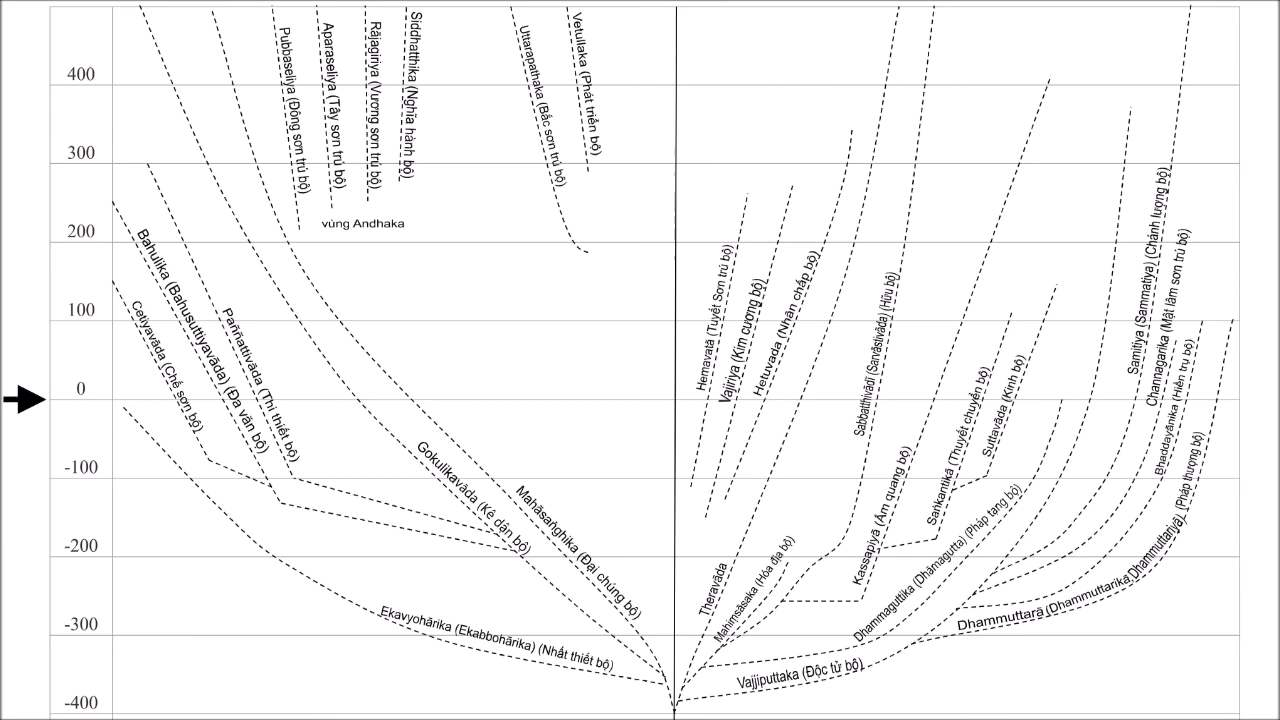 400
300
200
100
0
-100
-200
-300
-400
Pubbaseliya (Đông sơn trú bộ)
Aparaseliya (Tây sơn trú bộ)
Rājagiriya (Vương sơn trú bộ)
Siddhatthika (Nghĩa hành bộ)
Uttarapathaka (Bắc sơn trú bộ)
Vetullaka (Phát triển bộ)
vùng Andhaka
Cetiyavāda (Chế sơn bộ)
Bahulika (Bahusuttiyavāda) (Đa văn bộ)
Paññattivāda (Thi thiết bộ)
Gokulikavāda (Kê dận bộ)
Mahāsaṅghika (Đại chúng bộ)
Ekavyohārika (Ekabbohārika) (Nhất thiết bộ)
Hemavatā (Tuyết Sơn trú bộ)
Vajiriya (Kim cương bộ)
Hetuvada (Nhân chấp bộ)
Theravāda
Mahiṃsāsaka (Hóa địa bộ)
Sabbatthivādī (Sarvāstivāda) (Hữu bộ)
Kassapiyā (Ẩm quang bộ)
Saṅkantikā (Thuyết chuyển bộ)
Suttavāda (Kinh bộ)
Dhammaguttika (Dhāmagutta) (Pháp tạng bộ)
Vajjiputtaka (Độc tử bộ)
Samitiya (Sammatiya) (Chánh lượng bộ)
Channagarika (Mật lâm sơn trú bộ)
Bhaddayānika (Hiền trụ bộ)
Dhammuttarā (Dhammuttarika, Dhammuttariya) (Pháp thượng bộ)